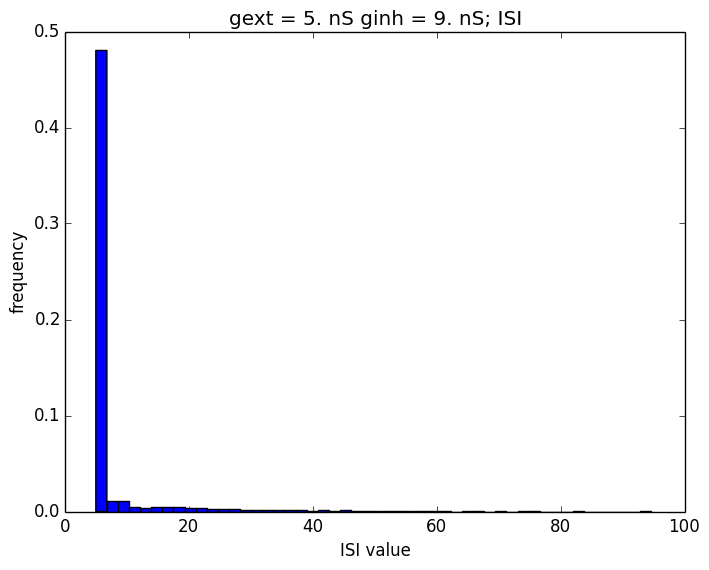 gext = 5. nS ginh = 9. nS; ISI
0.5
0.4
0.3
0.2
0.1
0.0
frequency
0 20 40 60 80 100
ISI value